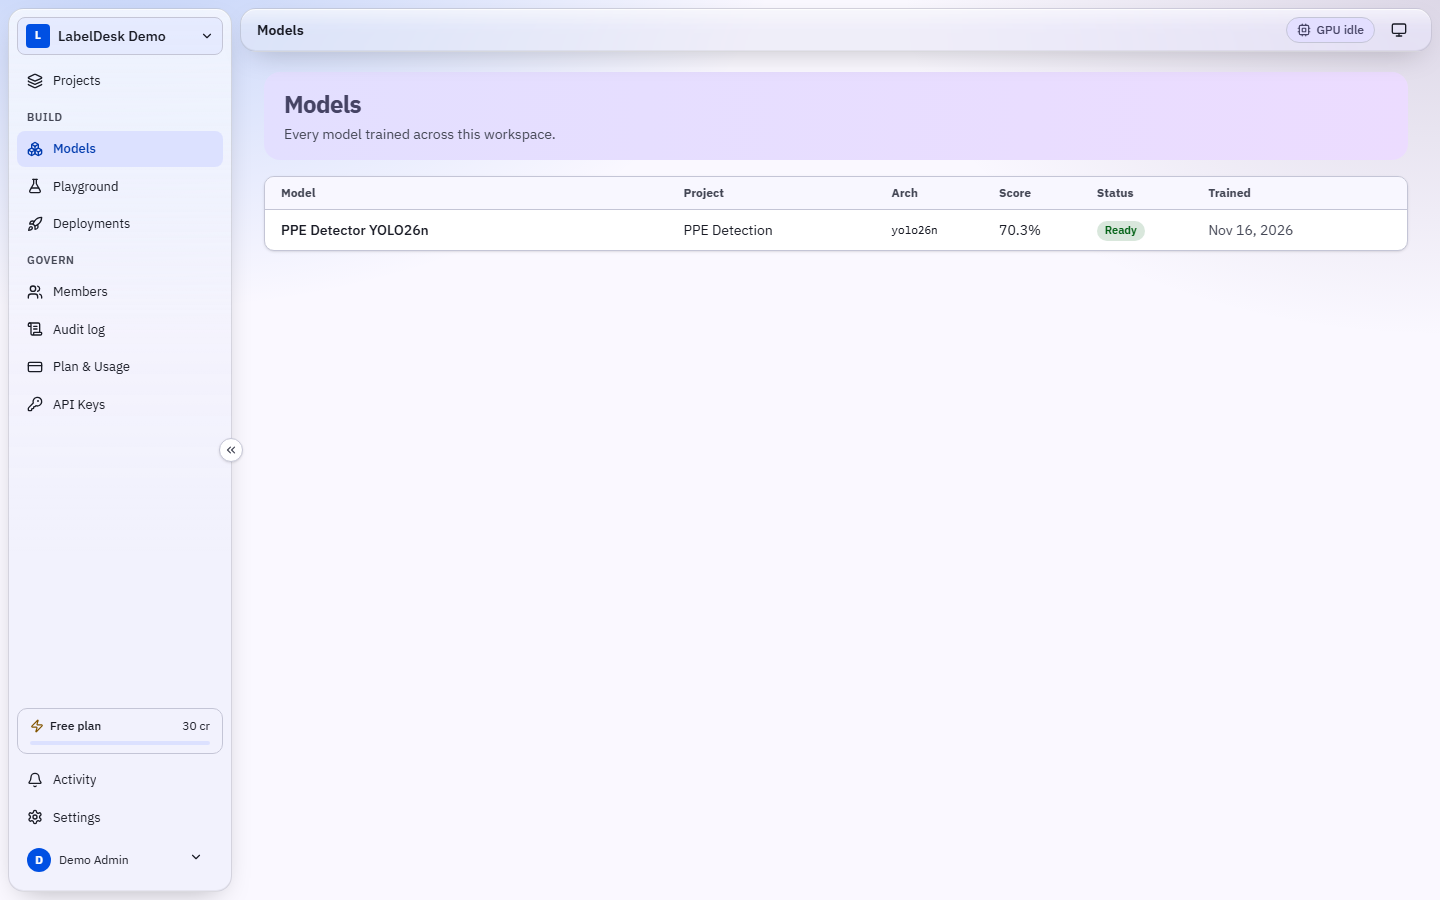 L LabelDesk Demo
Projects
BUILD
Models
Playground
Deployments
GOVERN
Members
Audit log
Plan & Usage
API Keys
Free plan 30 cr
Activity
Settings
D Demo Admin
Models GPU idle
Models
Every model trained across this workspace.
Model Project Arch Score Status Trained
PPE Detector YOLO26n PPE Detection yolo26n 70.3% Ready Nov 16, 2026